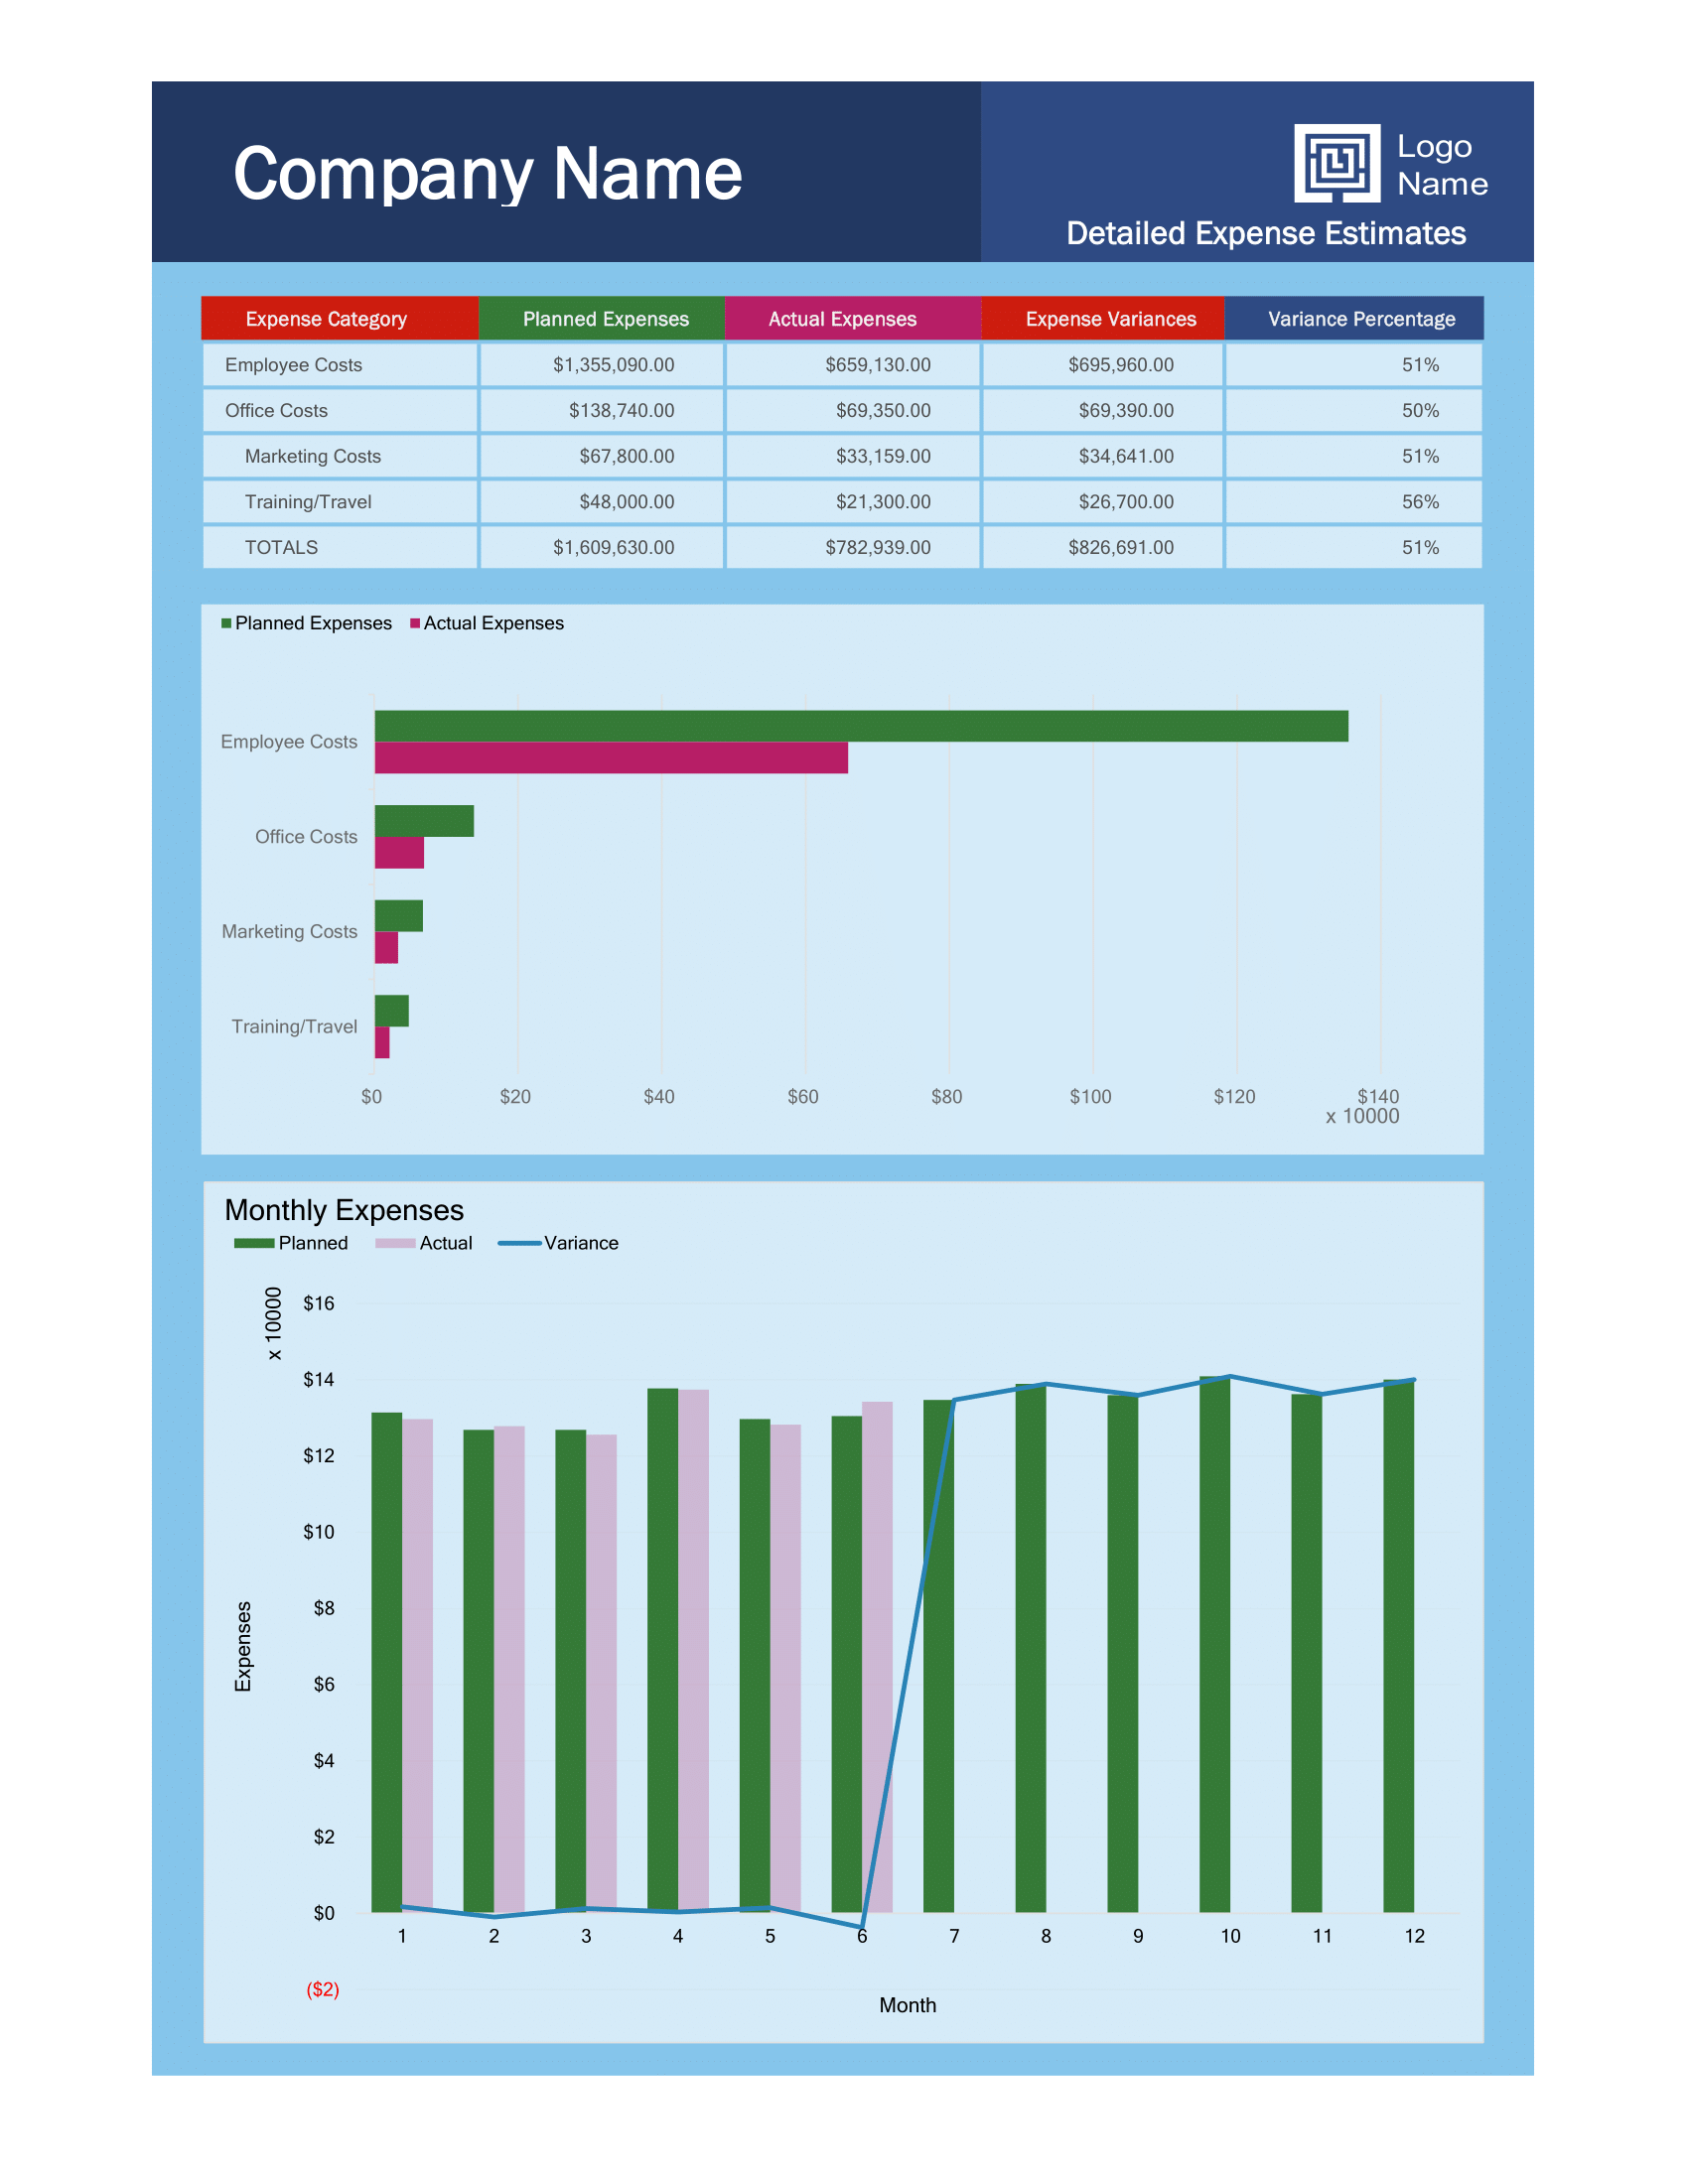 Company Name
Logo
Name
Detailed Expense Estimates
Expense Category Planned Expenses Actual Expenses Expense Variances Variance Percentage
Employee Costs $1,355,090.00 $659,130.00 $695,960.00 51%
Office Costs $138,740.00 $69,350.00 $69,390.00 50%
Marketing Costs $67,800.00 $33,159.00 $34,641.00 51%
Training/Travel $48,000.00 $21,300.00 $26,700.00 56%
TOTALS $1,609,630.00 $782,939.00 $826,691.00 51%
Planned Expenses Actual Expenses
Employee Costs
Office Costs
Marketing Costs
Training/Travel
$0 $20 $40 $60 $80 $100 $120 $140
x 10000
Monthly Expenses
Planned Actual Variance
x 10000
Expenses
$16
$14
$12
$10
$8
$6
$4
$2
$0
($2)
1 2 3 4 5 6 7 8 9 10 11 12
Month